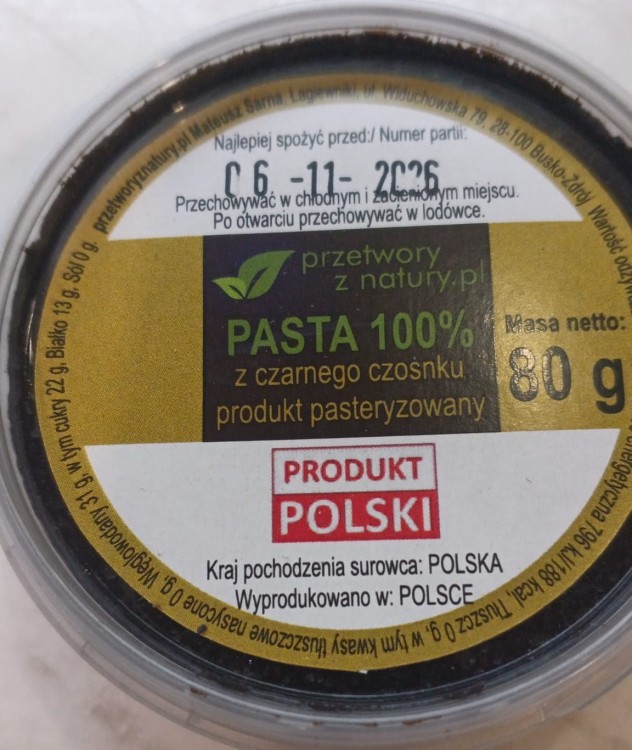 Najlepiej spożyć przed:/ Numer partii:
06 -11- 2026
Przechowywać w chłodnym i zacienionym miejscu.
Po otwarciu przechowywać w lodówce.
przetwory
z natury.pl
PASTA 100%
z czarnego czosnku
produkt pasteryzowany
Masa netto:
80 g
PRODUKT
POLSKI
Kraj pochodzenia surowca: POLSKA
Wyprodukowano w: POLSCE
przetworyznatury.pl Mateusz Sarna, Łagiewniki, ul. Widuchowska 79, 28-100 Busko-Zdrój Wartość energetyczna 796 kJ/188 kcal, Tłuszcz 0 g, w tym kwasy tłuszczowe nasycone 0 g, Węglowodany 31 g, w tym cukry 22 g, Białko 13 g, Sól 0 g.